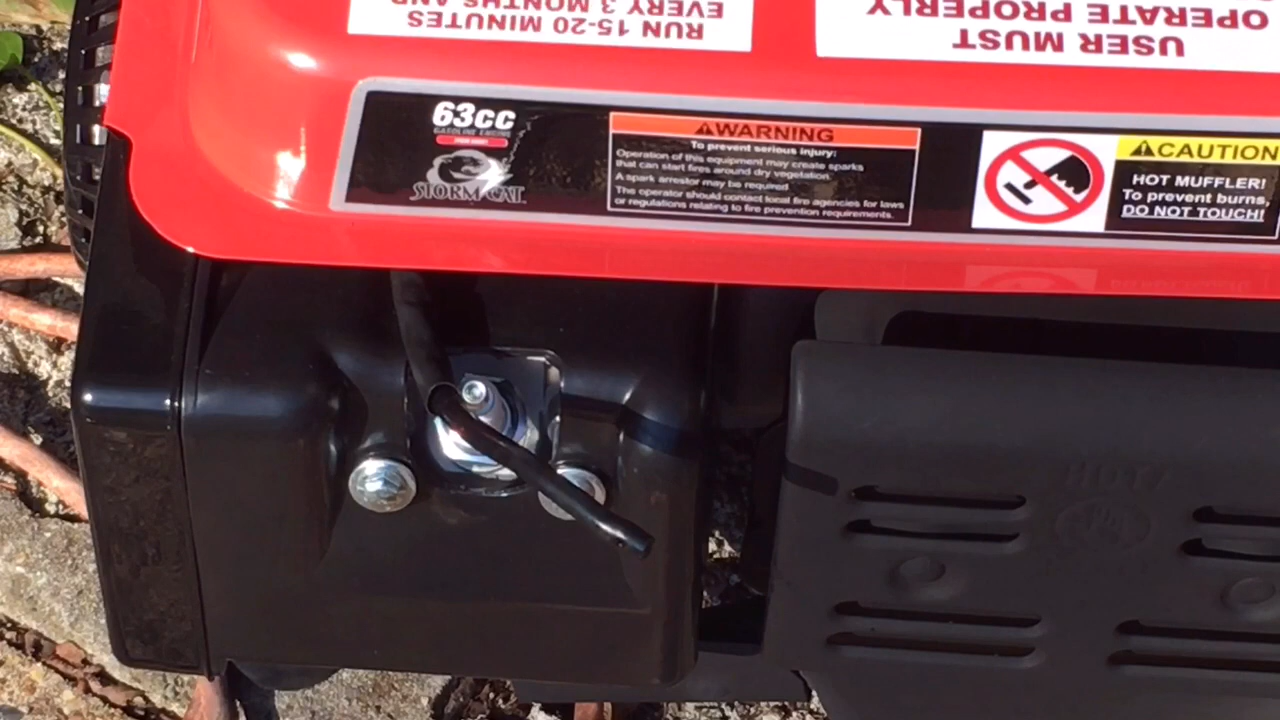 RUN 15-20 MINUTES
EVERY 3 MONTHS AND
USER MUST
OPERATE PROPERLY
63cc
GASOLINE ENGINE
STORM CAT
WARNING
To prevent serious injury:
Operation of this equipment may create sparks
that can start fires around dry vegetation.
A spark arrestor may be required.
The operator should contact local fire agencies for laws
or regulations relating to fire prevention requirements.
CAUTION
HOT MUFFLER!
To prevent burns,
DO NOT TOUCH!
HOT!